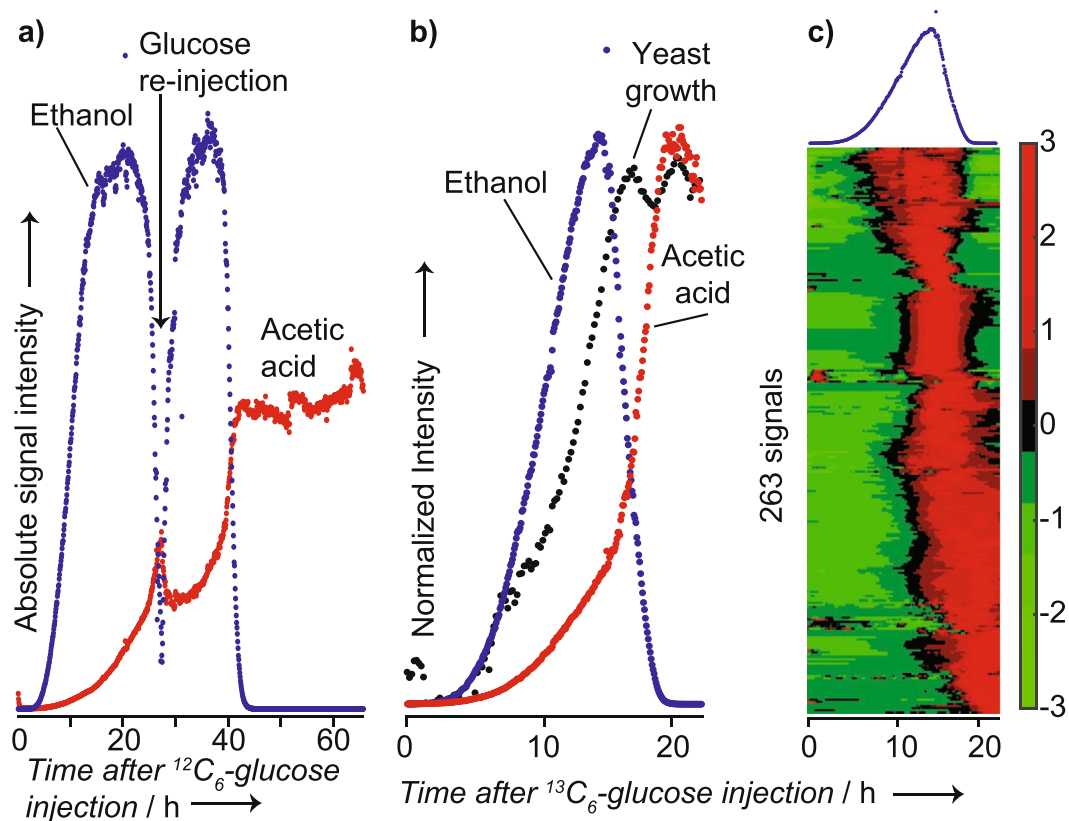 a)
Glucose
re-injection
Ethanol
Absolute signal intensity
Acetic
acid
0
20
40
60
Time after ¹²C₆-glucose
injection / h
b)
Yeast
growth
Ethanol
Acetic
acid
Normalized Intensity
0
10
20
Time after ¹³C₆-glucose injection / h
c)
263 signals
0
10
20
3
2
1
0
-1
-2
-3